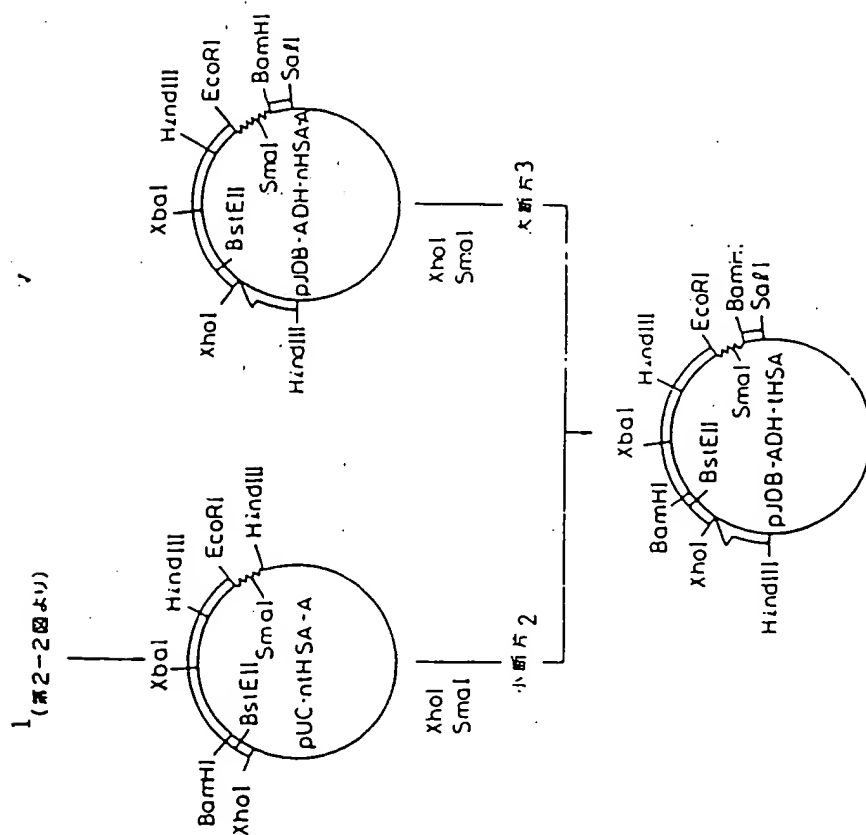 1 (第2-2図より)
XbaI
HindIII
EcoRI
BamHI
BstEII
SmaI
HindIII
XhoI
pUC-ntHSA-A
XhoI
SmaI
小断片2
XbaI
HindIII
EcoRI
BamHI
SalI
SmaI
BstEII
XhoI
pJDB-ADH-nHSA-A
HindIII
XhoI
SmaI
大断片3
XbaI
HindIII
EcoRI
BamHI
SalI
SmaI
BamHI
BstEII
XhoI
pJDB-ADH-tHSA
HindIII